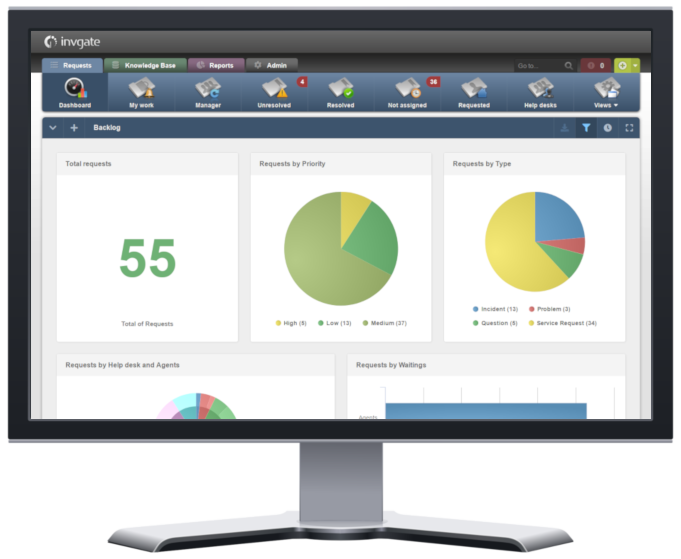 invgate
Requests
Knowledge Base
Reports
Admin
Go to...
0
Dashboard
My work
Manager
4
Unresolved
Resolved
36
Not assigned
Requested
Help desks
Views
Backlog
Total requests
Requests by Priority
Requests by Type
55
Total of Requests
High (5)
Low (13)
Medium (37)
Incident (13)
Problem (3)
Question (5)
Service Request (34)
Requests by Help desk and Agents
Requests by Waitings
Agents